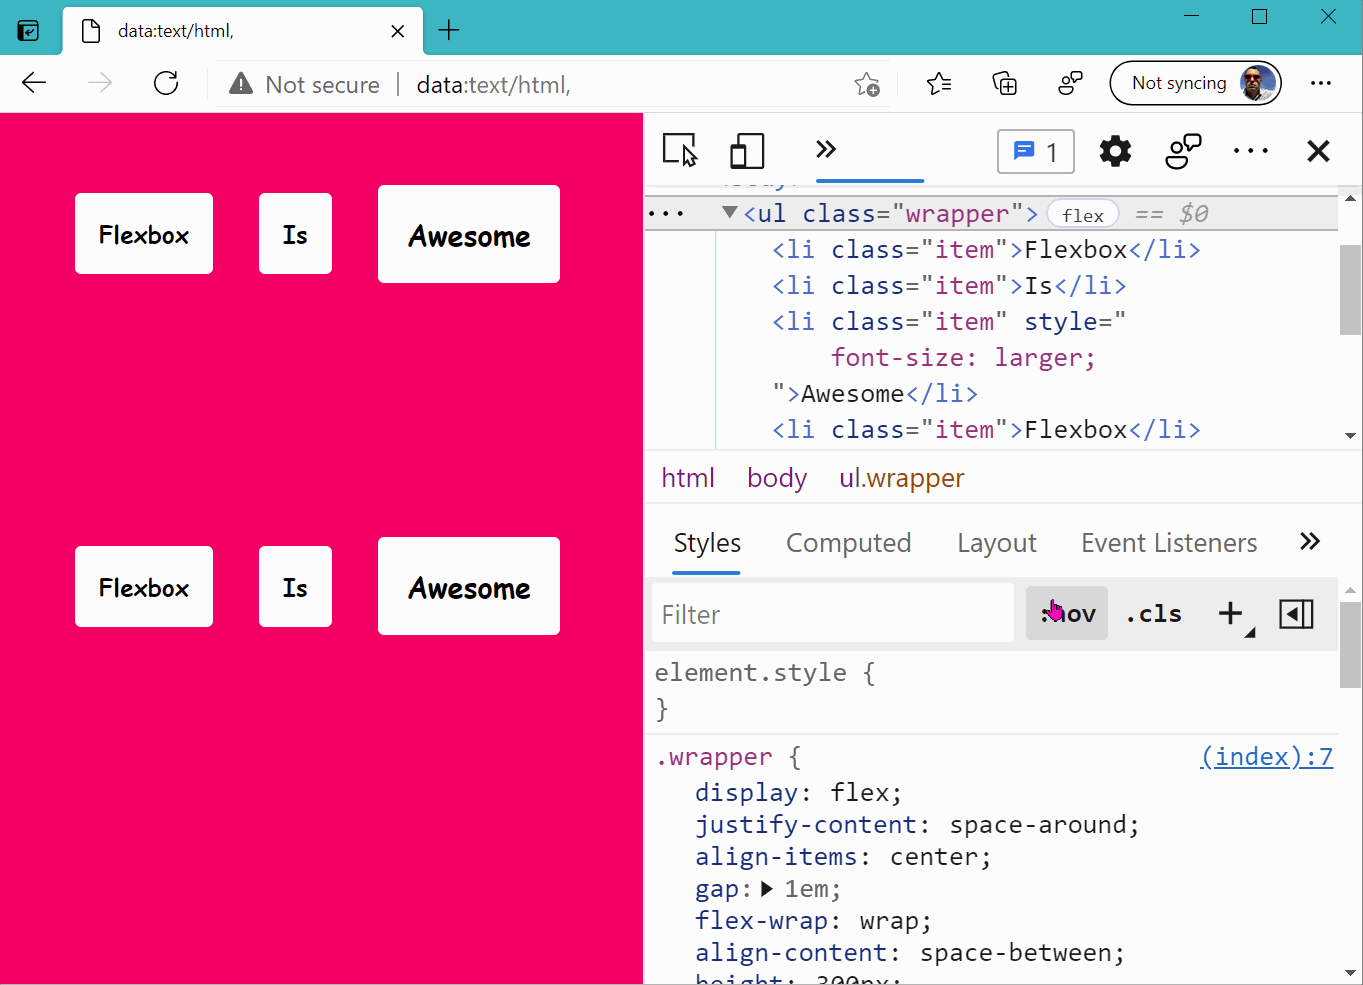 data:text/html,
Not secure | data:text/html,
Not syncing
Flexbox
Is
Awesome
Flexbox
Is
Awesome
1
<ul class="wrapper"> flex == $0
<li class="item">Flexbox</li>
<li class="item">Is</li>
<li class="item" style="
font-size: larger;
">Awesome</li>
<li class="item">Flexbox</li>
html body ul.wrapper
Styles Computed Layout Event Listeners
Filter
.cls
element.style {
}
.wrapper { (index):7
display: flex;
justify-content: space-around;
align-items: center;
gap: 1em;
flex-wrap: wrap;
align-content: space-between;
height: 300px;